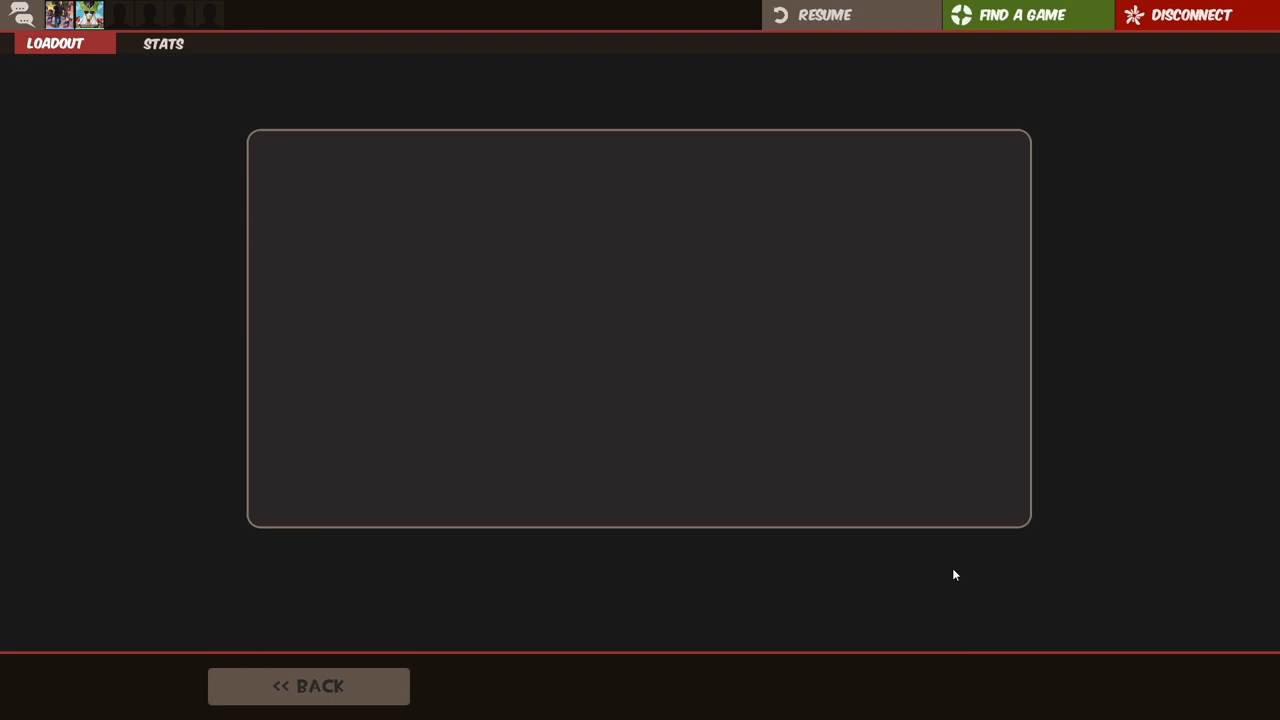 RESUME
FIND A GAME
DISCONNECT
LOADOUT
STATS
<< BACK